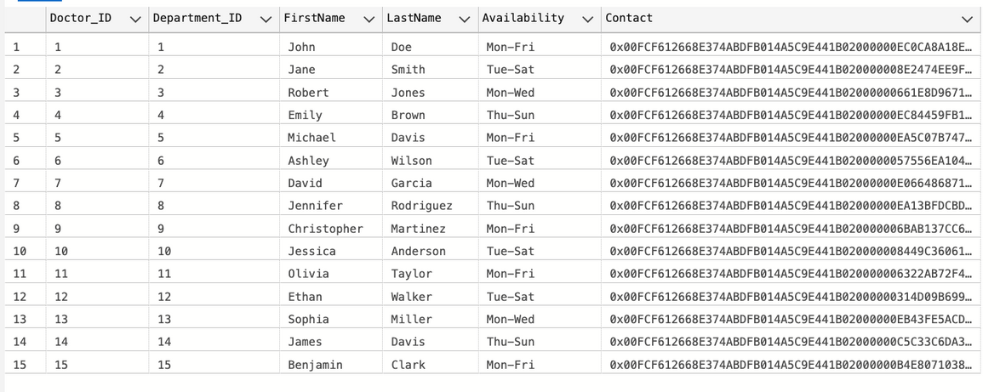 Doctor_ID Department_ID FirstName LastName Availability Contact
1 1 1 John Doe Mon-Fri 0x00FCF612668E374ABDFB014A5C9E441B02000000EC0CA8A18E…
2 2 2 Jane Smith Tue-Sat 0x00FCF612668E374ABDFB014A5C9E441B020000008E2474EE9F…
3 3 3 Robert Jones Mon-Wed 0x00FCF612668E374ABDFB014A5C9E441B02000000661E8D9671…
4 4 4 Emily Brown Thu-Sun 0x00FCF612668E374ABDFB014A5C9E441B02000000EC84459FB1…
5 5 5 Michael Davis Mon-Fri 0x00FCF612668E374ABDFB014A5C9E441B02000000EA5C07B747…
6 6 6 Ashley Wilson Tue-Sat 0x00FCF612668E374ABDFB014A5C9E441B0200000057556EA104…
7 7 7 David Garcia Mon-Wed 0x00FCF612668E374ABDFB014A5C9E441B02000000E066486871…
8 8 8 Jennifer Rodriguez Thu-Sun 0x00FCF612668E374ABDFB014A5C9E441B02000000EA13BFDCBD…
9 9 9 Christopher Martinez Mon-Fri 0x00FCF612668E374ABDFB014A5C9E441B020000006BAB137CC6…
10 10 10 Jessica Anderson Tue-Sat 0x00FCF612668E374ABDFB014A5C9E441B020000008449C36061…
11 11 11 Olivia Taylor Mon-Fri 0x00FCF612668E374ABDFB014A5C9E441B020000006322AB72F4…
12 12 12 Ethan Walker Tue-Sat 0x00FCF612668E374ABDFB014A5C9E441B02000000314D09B699…
13 13 13 Sophia Miller Mon-Wed 0x00FCF612668E374ABDFB014A5C9E441B02000000EB43FE5ACD…
14 14 14 James Davis Thu-Sun 0x00FCF612668E374ABDFB014A5C9E441B02000000C5C33C6DA3…
15 15 15 Benjamin Clark Mon-Fri 0x00FCF612668E374ABDFB014A5C9E441B02000000B4E8071038…